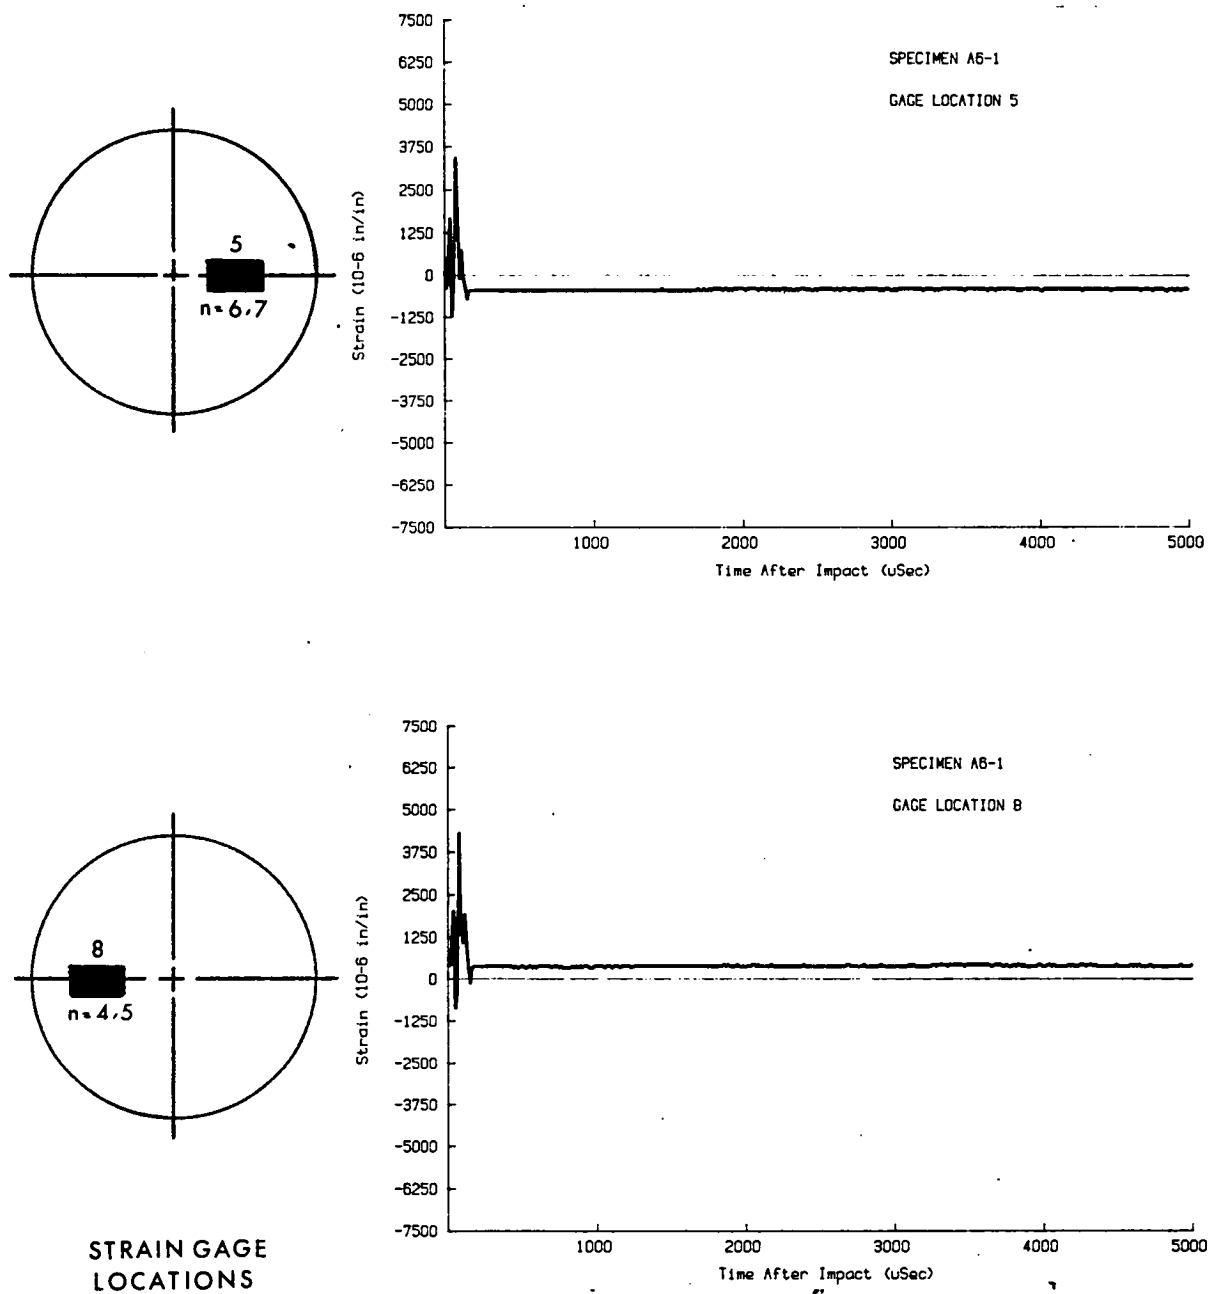 5
n=6,7
7500
6250
5000
3750
2500
1250
0
-1250
-2500
-3750
-5000
-6250
-7500
Strain (10-6 in/in)
SPECIMEN A6-1
GAGE LOCATION 5
1000 2000 3000 4000 5000
Time After Impact (uSec)
8
n=4,5
7500
6250
5000
3750
2500
1250
0
-1250
-2500
-3750
-5000
-6250
-7500
Strain (10-6 in/in)
SPECIMEN A6-1
GAGE LOCATION 8
1000 2000 3000 4000 5000
Time After Impact (uSec)
STRAIN GAGE
LOCATIONS